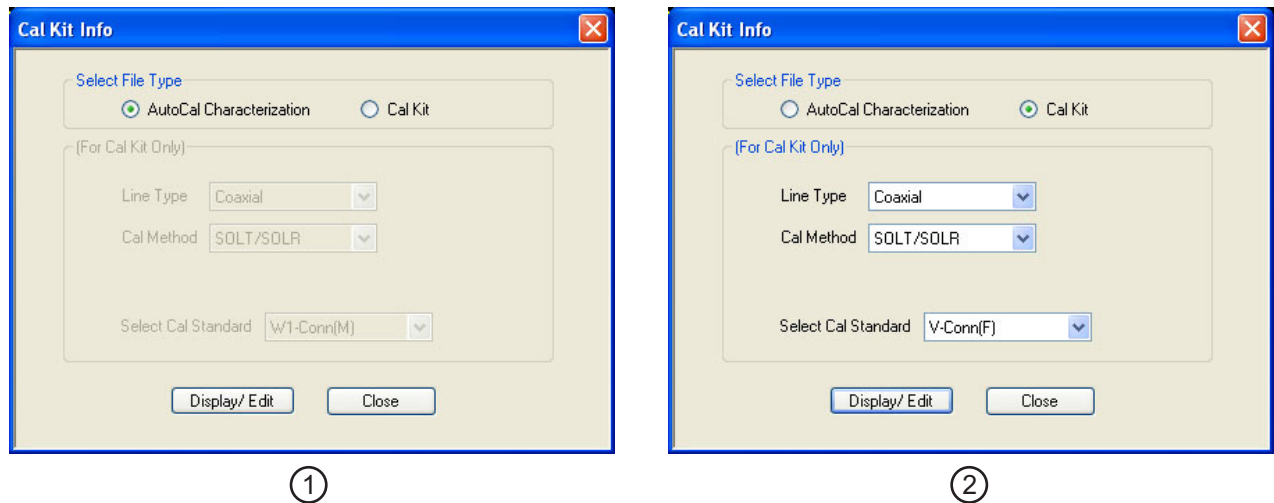 Cal Kit Info
Select File Type
AutoCal Characterization Cal Kit
(For Cal Kit Only)
Line Type Coaxial
Cal Method SOLT/SOLR
Select Cal Standard W1-Conn(M)
Display/ Edit Close
1
Cal Kit Info
Select File Type
AutoCal Characterization Cal Kit
(For Cal Kit Only)
Line Type Coaxial
Cal Method SOLT/SOLR
Select Cal Standard V-Conn(F)
Display/ Edit Close
2